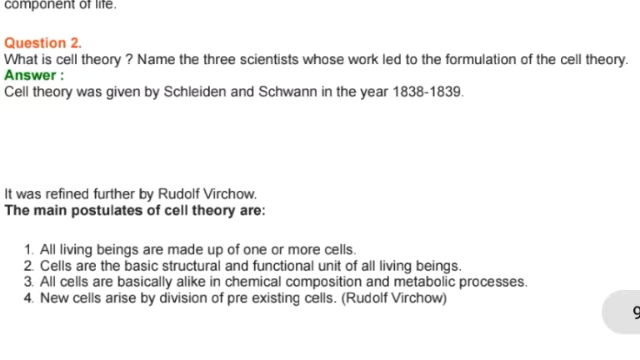 component of life.
Question 2.
What is cell theory ? Name the three scientists whose work led to the formulation of the cell theory.
Answer :
Cell theory was given by Schleiden and Schwann in the year 1838-1839.
It was refined further by Rudolf Virchow.
The main postulates of cell theory are:
1. All living beings are made up of one or more cells.
2. Cells are the basic structural and functional unit of all living beings.
3. All cells are basically alike in chemical composition and metabolic processes.
4. New cells arise by division of pre existing cells. (Rudolf Virchow)